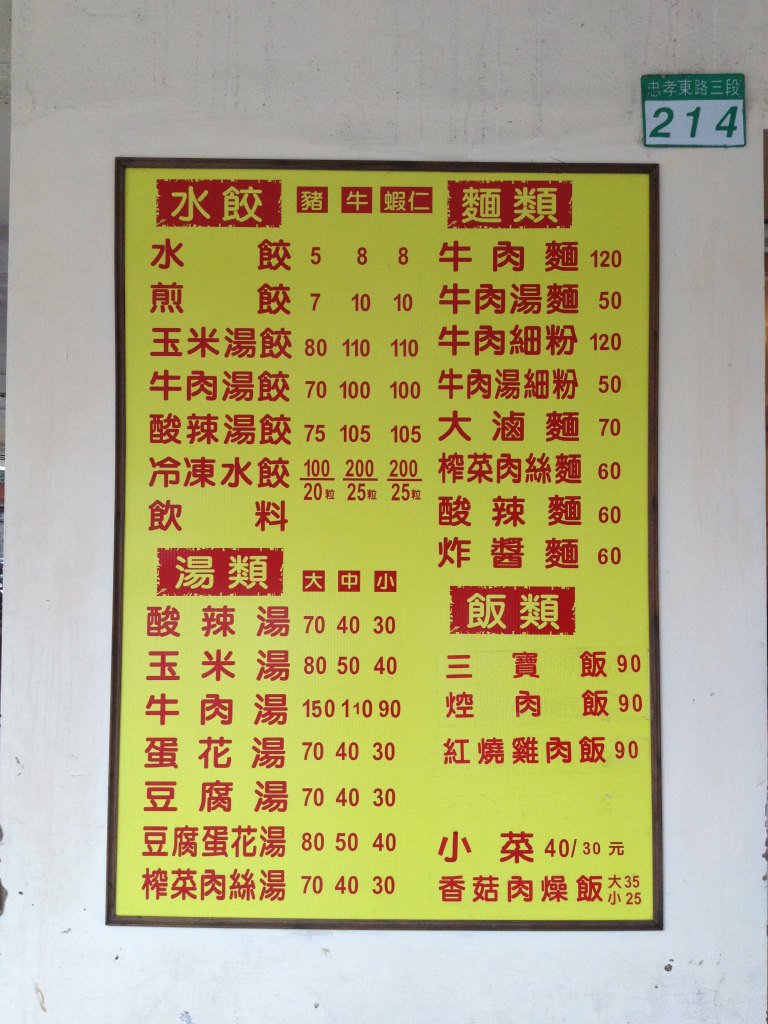 忠孝東路三段
214
水餃 豬 牛 蝦仁
水餃 5 8 8
煎餃 7 10 10
玉米湯餃 80 110 110
牛肉湯餃 70 100 100
酸辣湯餃 75 105 105
冷凍水餃 100/20粒 200/25粒 200/25粒
飲料
湯類 大 中 小
酸辣湯 70 40 30
玉米湯 80 50 40
牛肉湯 150 110 90
蛋花湯 70 40 30
豆腐湯 70 40 30
豆腐蛋花湯 80 50 40
榨菜肉絲湯 70 40 30
麵類
牛肉麵 120
牛肉湯麵 50
牛肉細粉 120
牛肉湯細粉 50
大滷麵 70
榨菜肉絲麵 60
酸辣麵 60
炸醬麵 60
飯類
三寶飯 90
焢肉飯 90
紅燒雞肉飯 90
小菜 40/30元
香菇肉燥飯 大35 小25